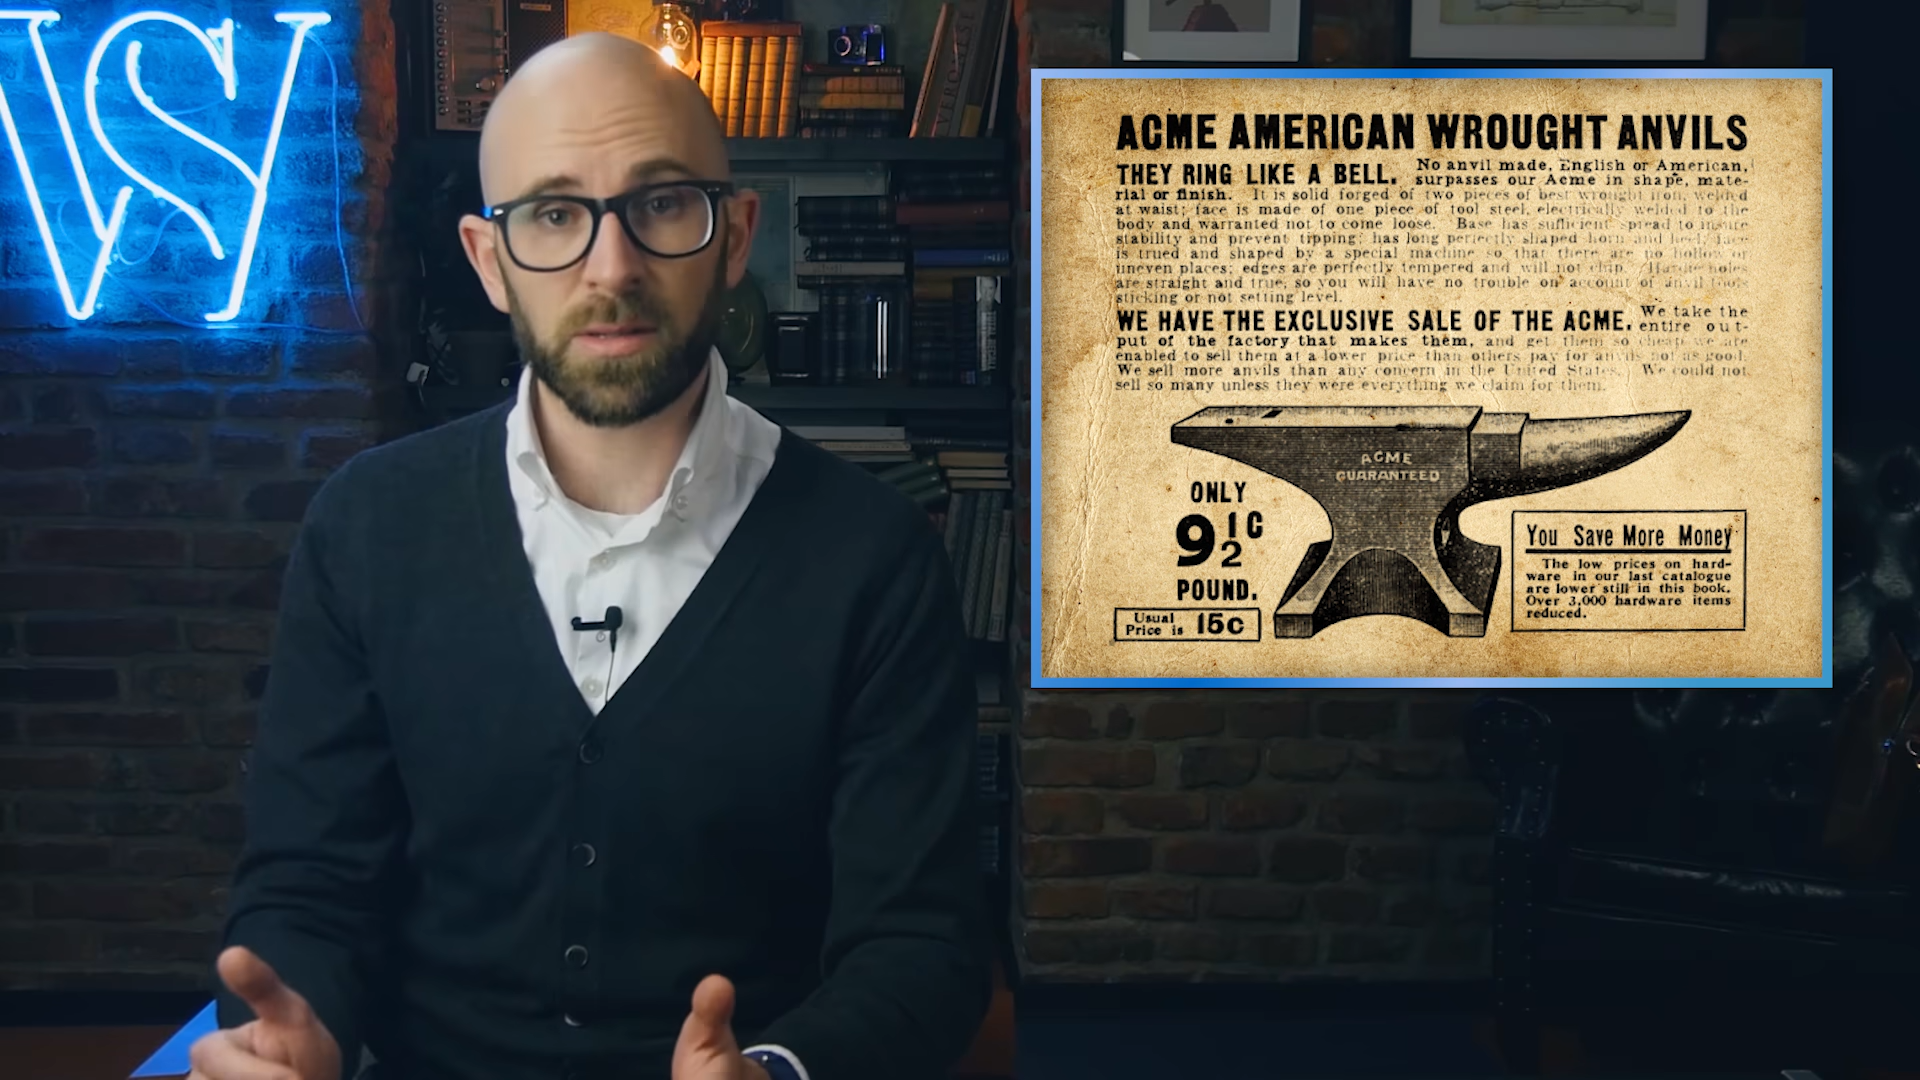 WS
ACME AMERICAN WROUGHT ANVILS
THEY RING LIKE A BELL. No anvil made, English or American,
surpasses our Acme in shape, mate-
rial or finish. It is solid forged of two pieces of best wrought iron, welded
at waist; face is made of one piece of tool steel, electrically welded to the
body and warranted not to come loose. Base has sufficient spread to insure
stability and prevent tipping; has long perfectly shaped horn and heel; face
is trued and shaped by a special machine so that there are no hollow or
uneven places; edges are perfectly tempered and will not chip. Hardie holes
are straight and true, so you will have no trouble on account of anvil tools
sticking or not setting level.
WE HAVE THE EXCLUSIVE SALE OF THE ACME. We take the
entire out-
put of the factory that makes them, and get them so cheap we are
enabled to sell them at a lower price than others pay for anvils not as good.
We sell more anvils than any concern in the United States. We could not
sell so many unless they were everything we claim for them.
ACME
GUARANTEED
ONLY
9 1/2 C
POUND.
Usual
Price is 15c
You Save More Money
The low prices on hard-
ware in our last catalogue
are lower still in this book.
Over 3,000 hardware items
reduced.